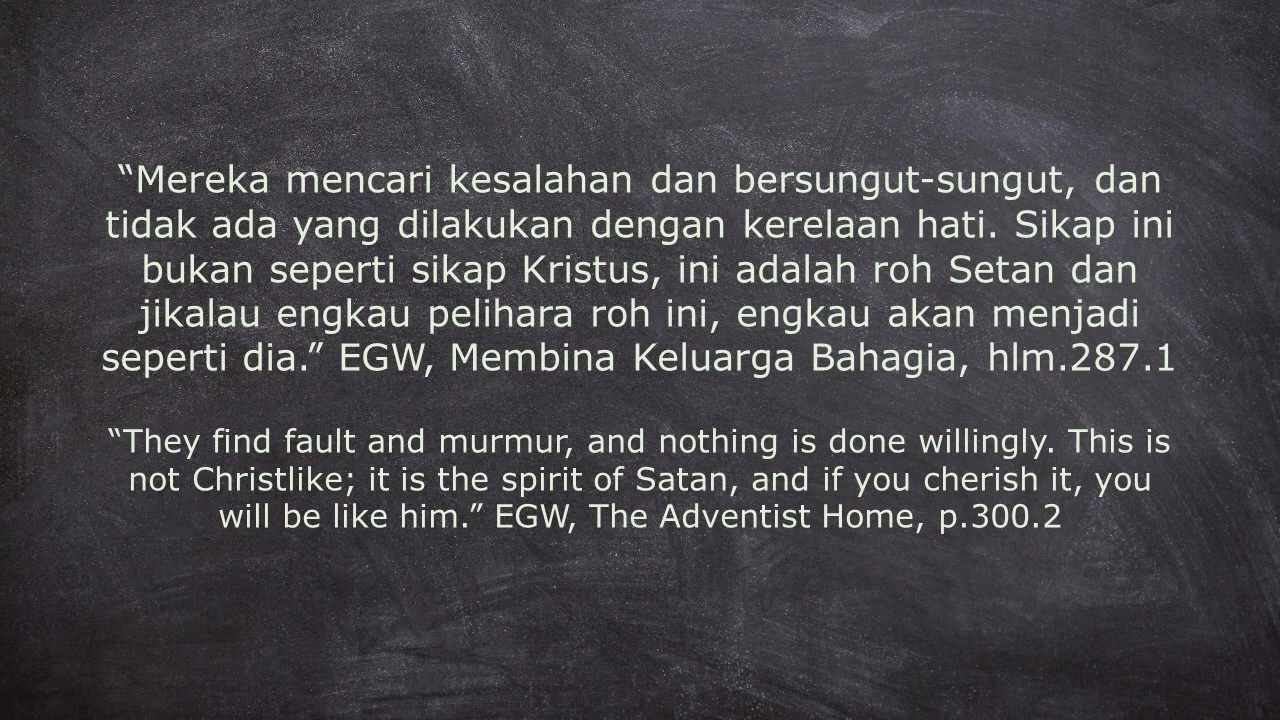 “Mereka mencari kesalahan dan bersungut-sungut, dan
tidak ada yang dilakukan dengan kerelaan hati. Sikap ini
bukan seperti sikap Kristus, ini adalah roh Setan dan
jikalau engkau pelihara roh ini, engkau akan menjadi
seperti dia.” EGW, Membina Keluarga Bahagia, hlm.287.1
“They find fault and murmur, and nothing is done willingly. This is
not Christlike; it is the spirit of Satan, and if you cherish it, you
will be like him.” EGW, The Adventist Home, p.300.2